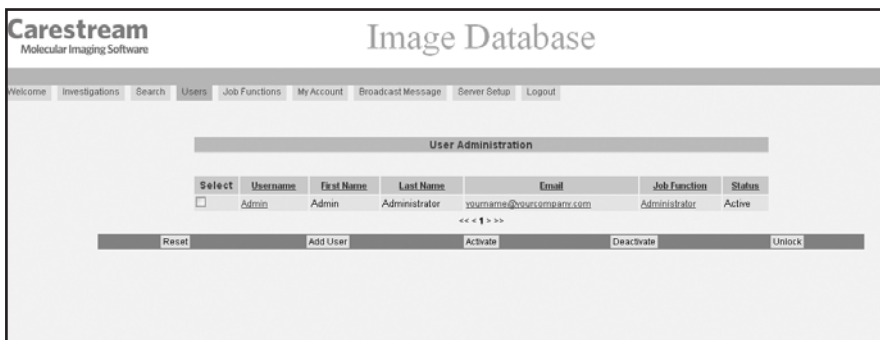 Carestream
Molecular Imaging Software
Image Database
Welcome Investigations Search Users Job Functions My Account Broadcast Message Server Setup Logout
User Administration
Select Username First Name Last Name Email Job Function Status
Admin Admin Administrator yourname@yourcompany.com Administrator Active
<< < 1 > >>
Reset Add User Activate Deactivate Unlock